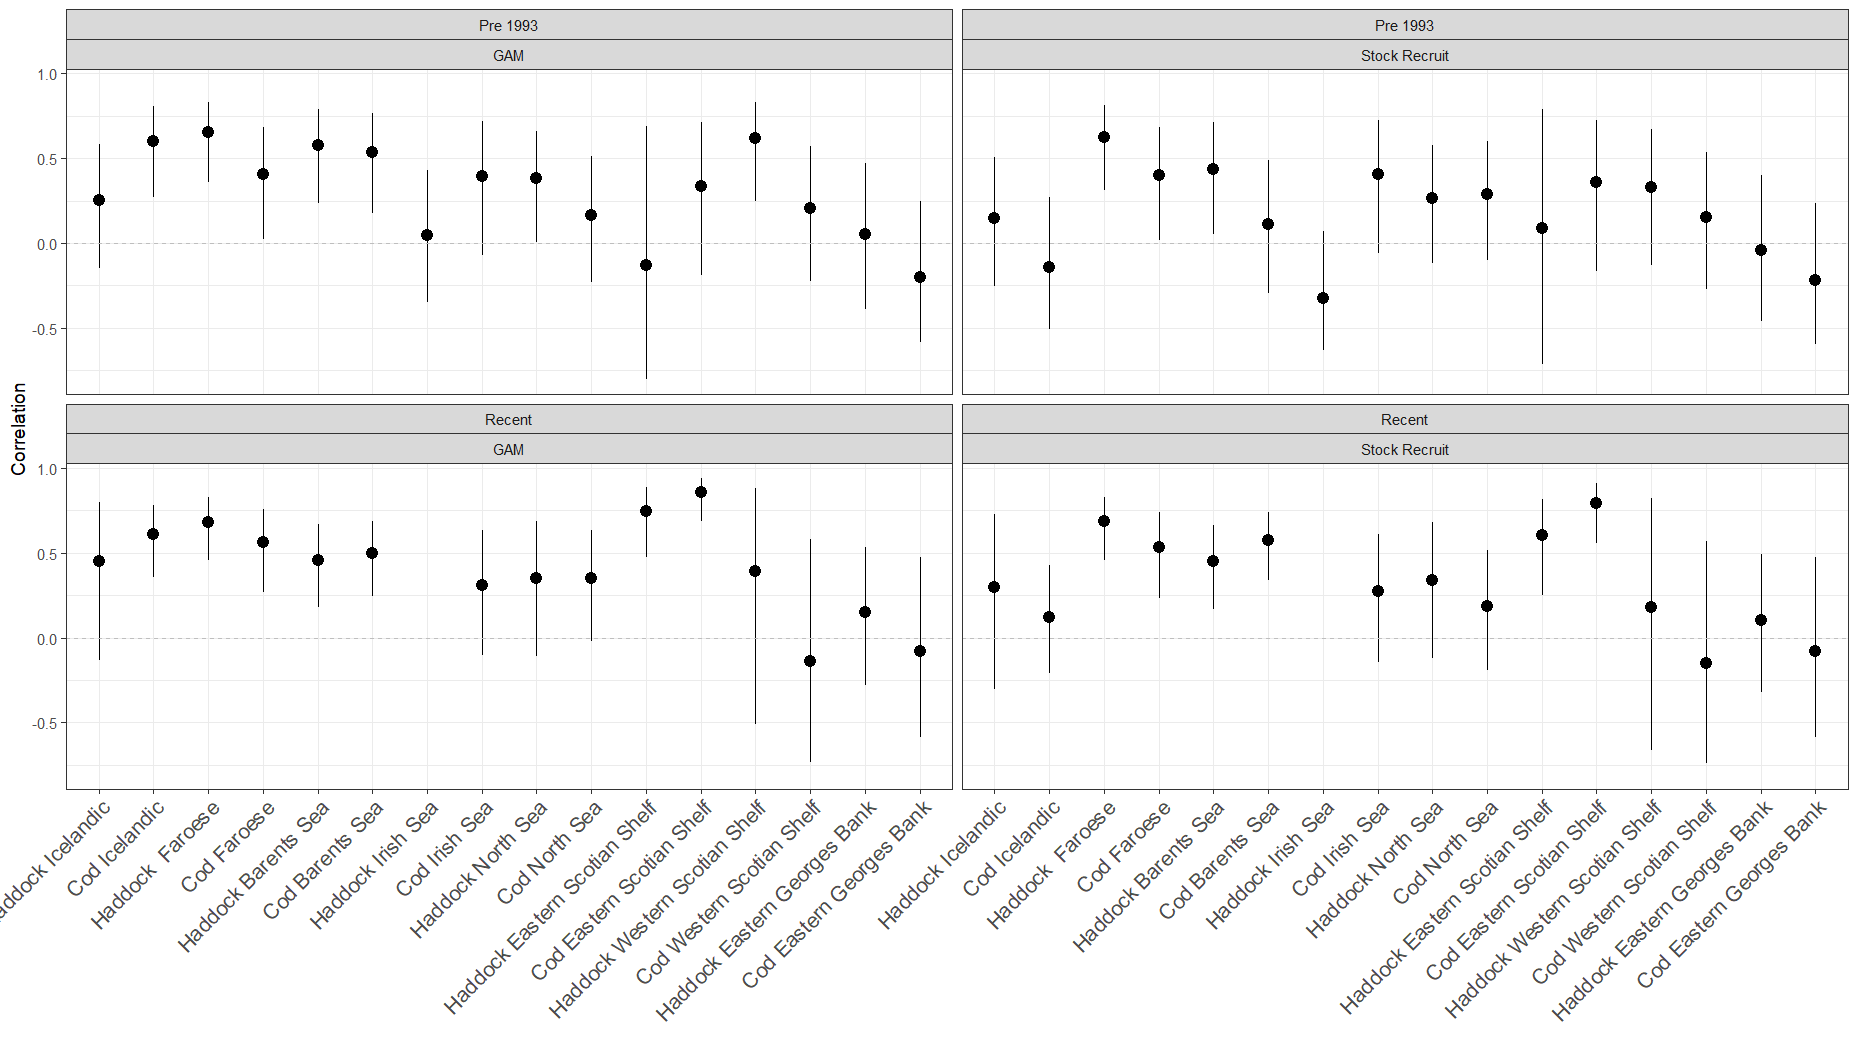 Pre 1993
Pre 1993
GAM
Stock Recruit
1.0
0.5
0.0
-0.5
Correlation
Recent
Recent
GAM
Stock Recruit
1.0
0.5
0.0
-0.5
addock Icelandic
Cod Icelandic
Haddock  Faroese
Cod Faroese
Haddock Barents Sea
Cod Barents Sea
Haddock Irish Sea
Cod Irish Sea
Haddock North Sea
Cod North Sea
Haddock Eastern Scotian Shelf
Cod Eastern Scotian Shelf
Haddock Western Scotian Shelf
Cod Western Scotian Shelf
Haddock Eastern Georges Bank
Cod Eastern Georges Bank
Haddock Icelandic
Cod Icelandic
Haddock  Faroese
Cod Faroese
Haddock Barents Sea
Cod Barents Sea
Haddock Irish Sea
Cod Irish Sea
Haddock North Sea
Cod North Sea
Haddock Eastern Scotian Shelf
Cod Eastern Scotian Shelf
Haddock Western Scotian Shelf
Cod Western Scotian Shelf
Haddock Eastern Georges Bank
Cod Eastern Georges Bank